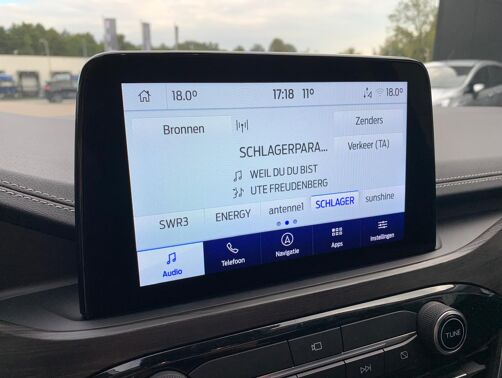 18.0° 17:18 11° 18.0°
Bronnen
Zenders
SCHLAGERPARA...
Verkeer (TA)
WEIL DU DU BIST
UTE FREUDENBERG
SWR3 ENERGY antenne1 SCHLAGER sunshine
Audio Telefoon Navigatie Apps Instellingen
TUNE